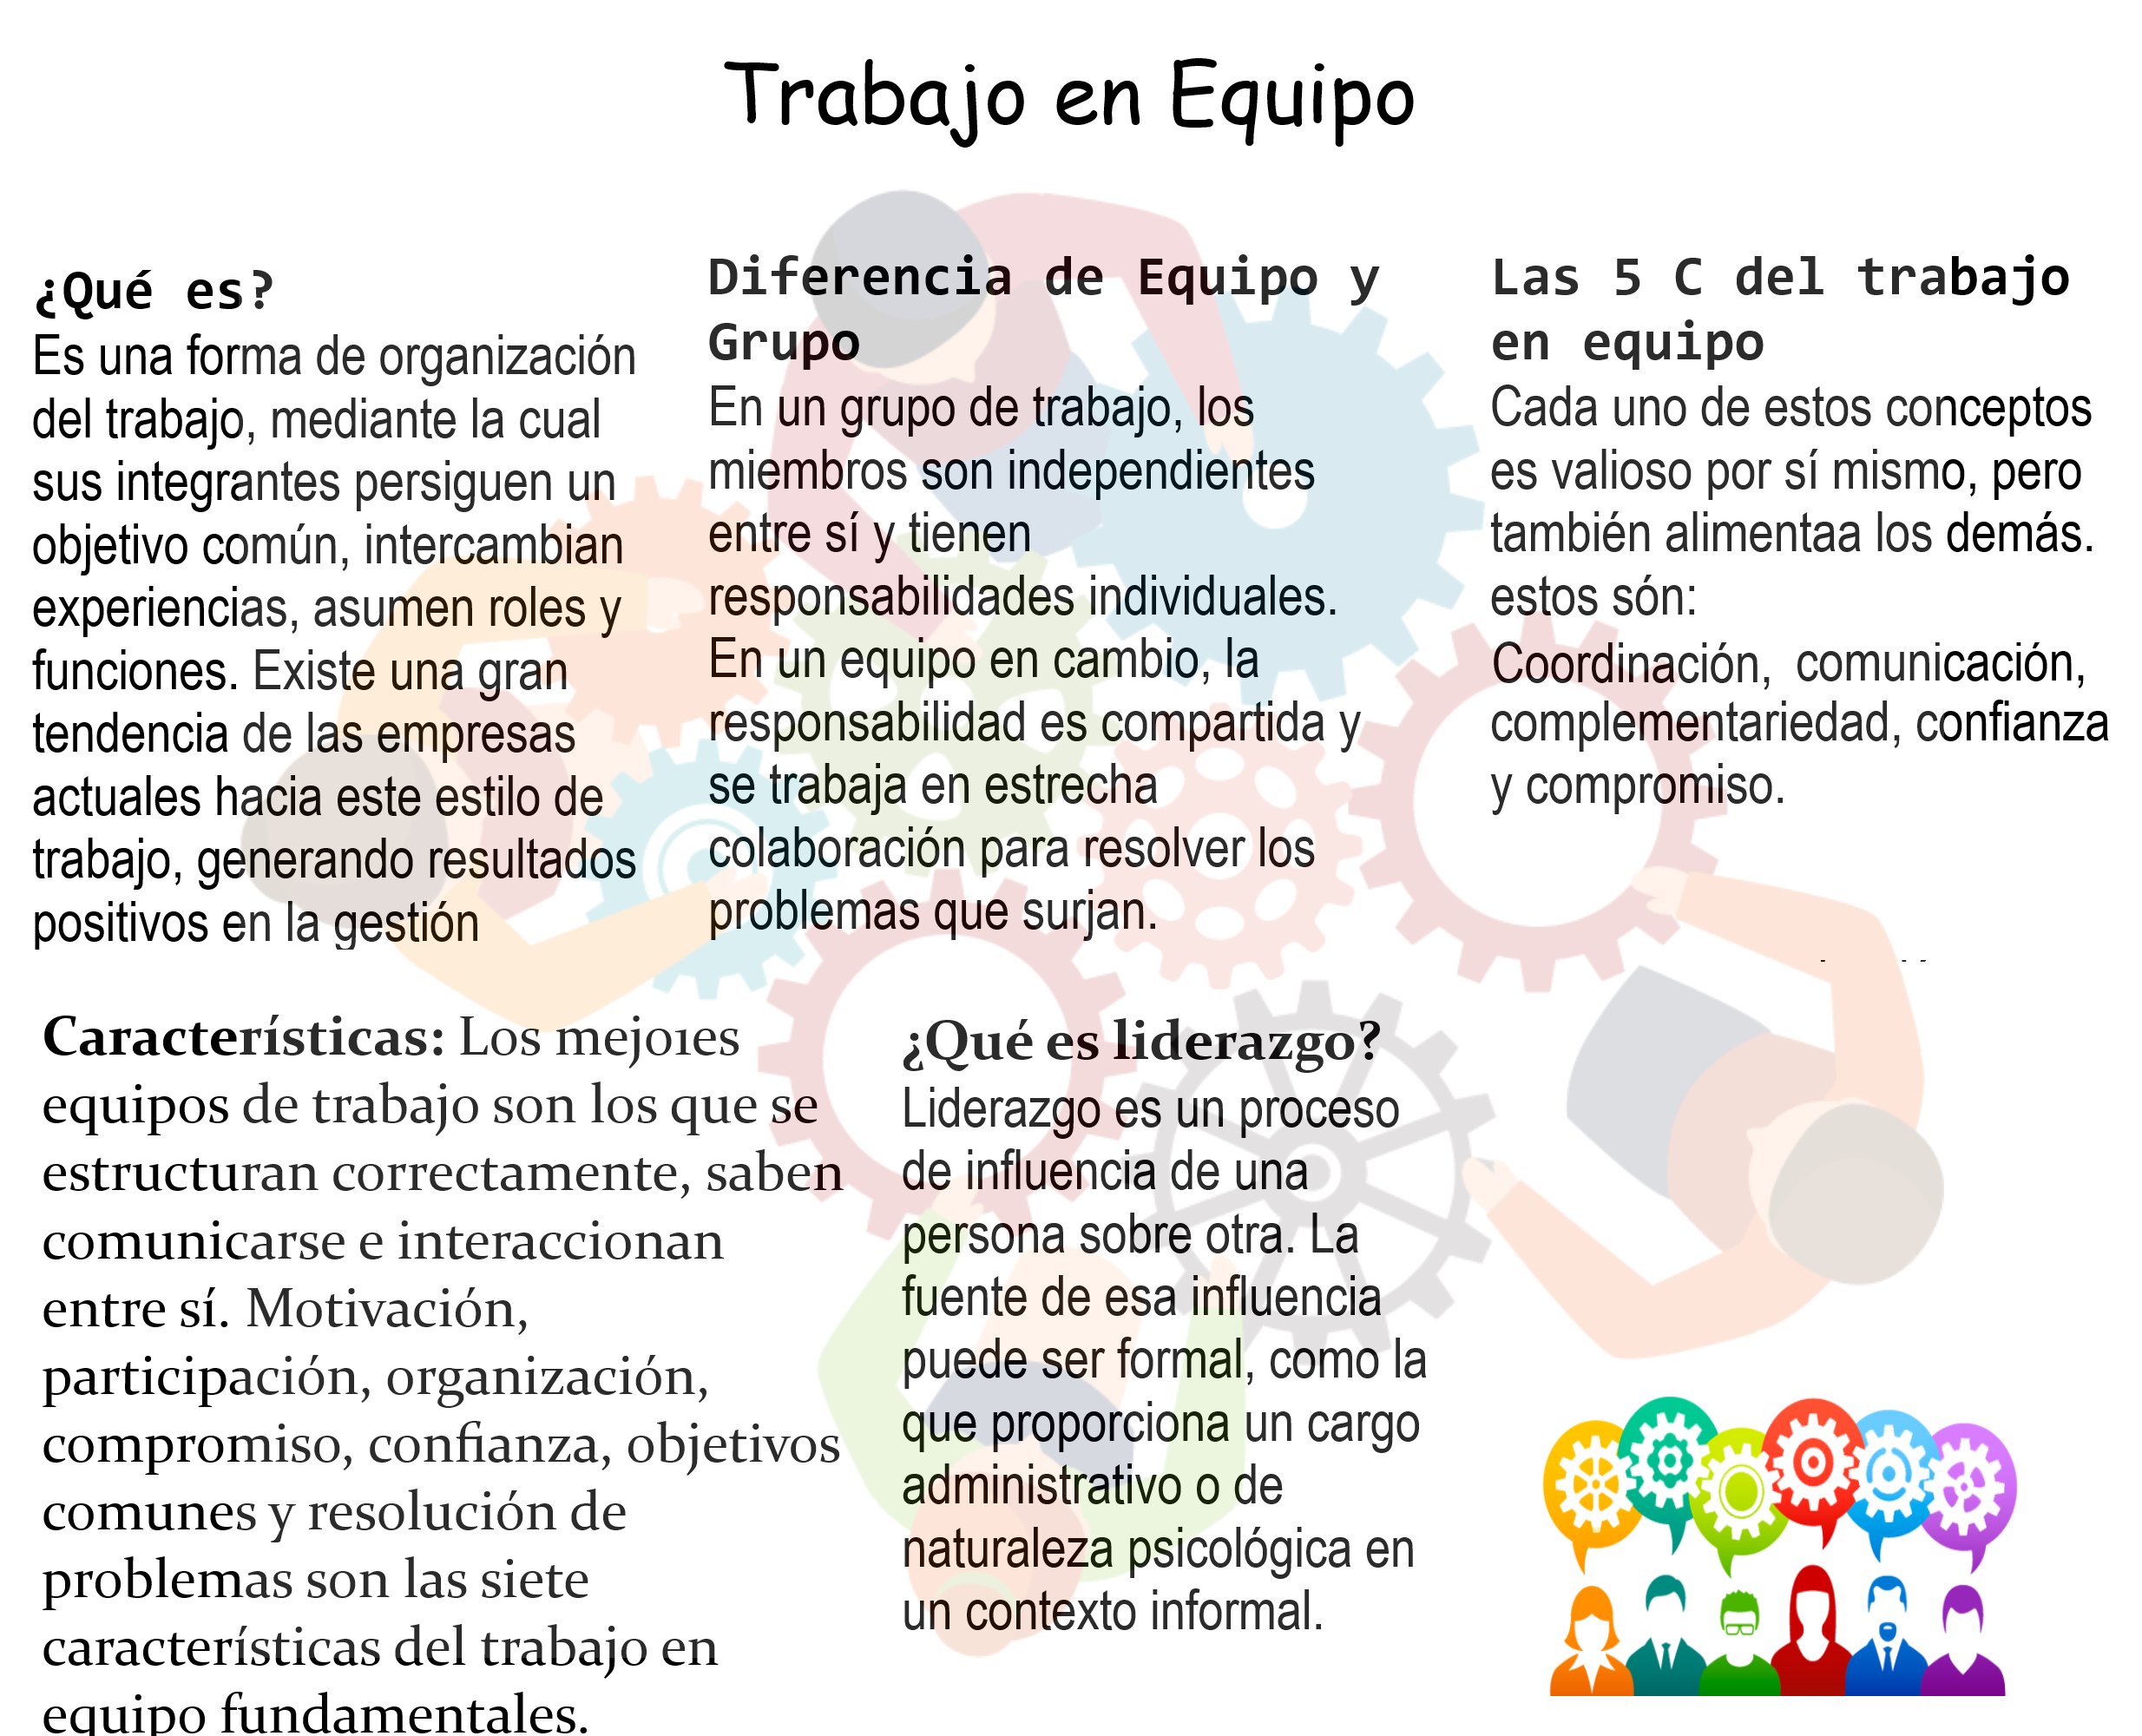 Trabajo en Equipo
¿Qué es?
Es una forma de organización
del trabajo, mediante la cual
sus integrantes persiguen un
objetivo común, intercambian
experiencias, asumen roles y
funciones. Existe una gran
tendencia de las empresas
actuales hacia este estilo de
trabajo, generando resultados
positivos en la gestión
Diferencia de Equipo y
Grupo
En un grupo de trabajo, los
miembros son independientes
entre sí y tienen
responsabilidades individuales.
En un equipo en cambio, la
responsabilidad es compartida y
se trabaja en estrecha
colaboración para resolver los
problemas que surjan.
Las 5 C del trabajo
en equipo
Cada uno de estos conceptos
es valioso por sí mismo, pero
también alimentaa los demás.
estos són:
Coordinación, comunicación,
complementariedad, confianza
y compromiso.
Características: Los mejores
equipos de trabajo son los que se
estructuran correctamente, saben
comunicarse e interaccionan
entre sí. Motivación,
participación, organización,
compromiso, confianza, objetivos
comunes y resolución de
problemas son las siete
características del trabajo en
equipo fundamentales.
¿Qué es liderazgo?
Liderazgo es un proceso
de influencia de una
persona sobre otra. La
fuente de esa influencia
puede ser formal, como la
que proporciona un cargo
administrativo o de
naturaleza psicológica en
un contexto informal.